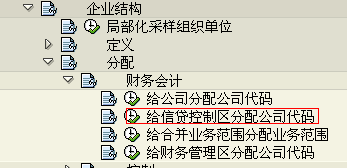 企业结构
局部化采样组织单位
定义
分配
财务会计
给公司分配公司代码
给信贷控制区分配公司代码
给合并业务范围分配业务范围
给财务管理区分配公司代码